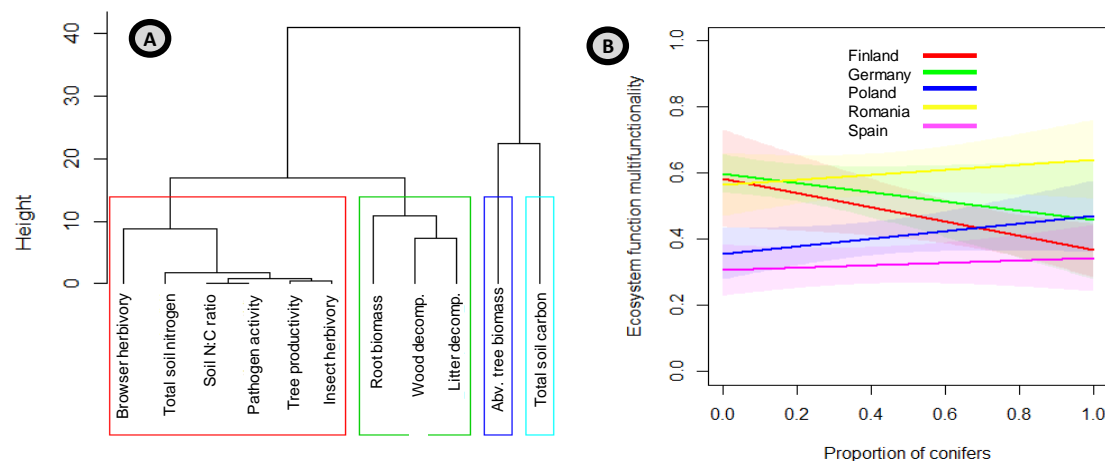 A
Height
40
30
20
10
0
Browser herbivory
Total soil nitrogen
Soil N:C ratio
Pathogen activity
Tree productivity
Insect herbivory
Root biomass
Wood decomp.
Litter decomp.
Abv. tree biomass
Total soil carbon
B
Ecosystem function multifunctionality
1.0
0.8
0.6
0.4
0.2
0.0
Finland
Germany
Poland
Romania
Spain
0.0 0.2 0.4 0.6 0.8 1.0
Proportion of conifers